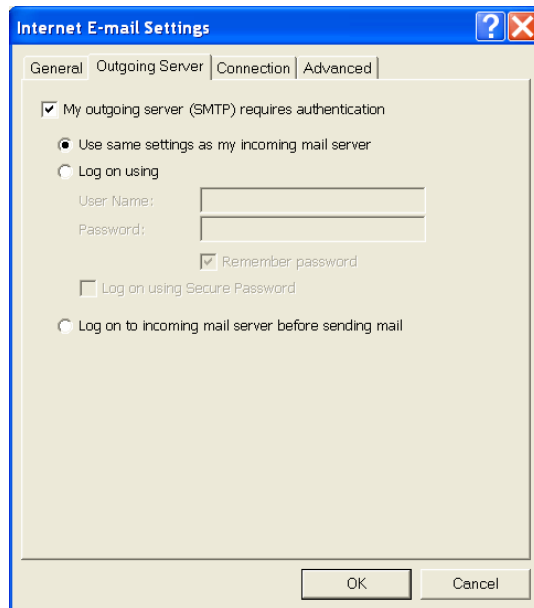 Internet E-mail Settings
General Outgoing Server Connection Advanced
My outgoing server (SMTP) requires authentication
Use same settings as my incoming mail server
Log on using
User Name:
Password:
Remember password
Log on using Secure Password
Log on to incoming mail server before sending mail
OK Cancel